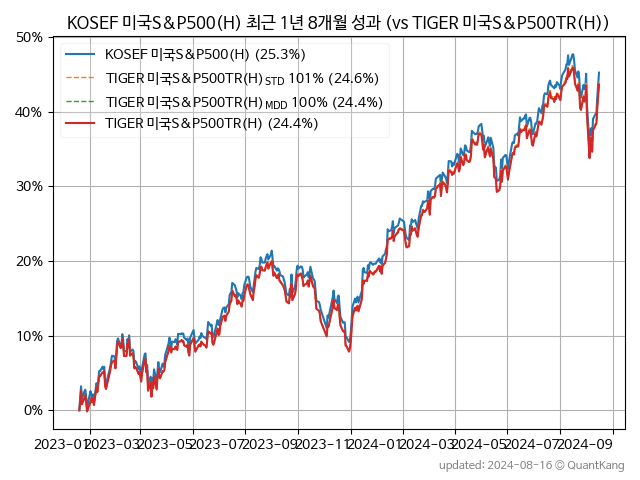 KOSEF 미국S&P500(H) 최근 1년 8개월 성과 (vs TIGER 미국S&P500TR(H))
KOSEF 미국S&P500(H) (25.3%)
TIGER 미국S&P500TR(H) STD 101% (24.6%)
TIGER 미국S&P500TR(H) MDD 100% (24.4%)
TIGER 미국S&P500TR(H) (24.4%)
50%
40%
30%
20%
10%
0%
2023-01 2023-03 2023-05 2023-07 2023-09 2023-11 2024-01 2024-03 2024-05 2024-07 2024-09
updated: 2024-08-16 © QuantKang